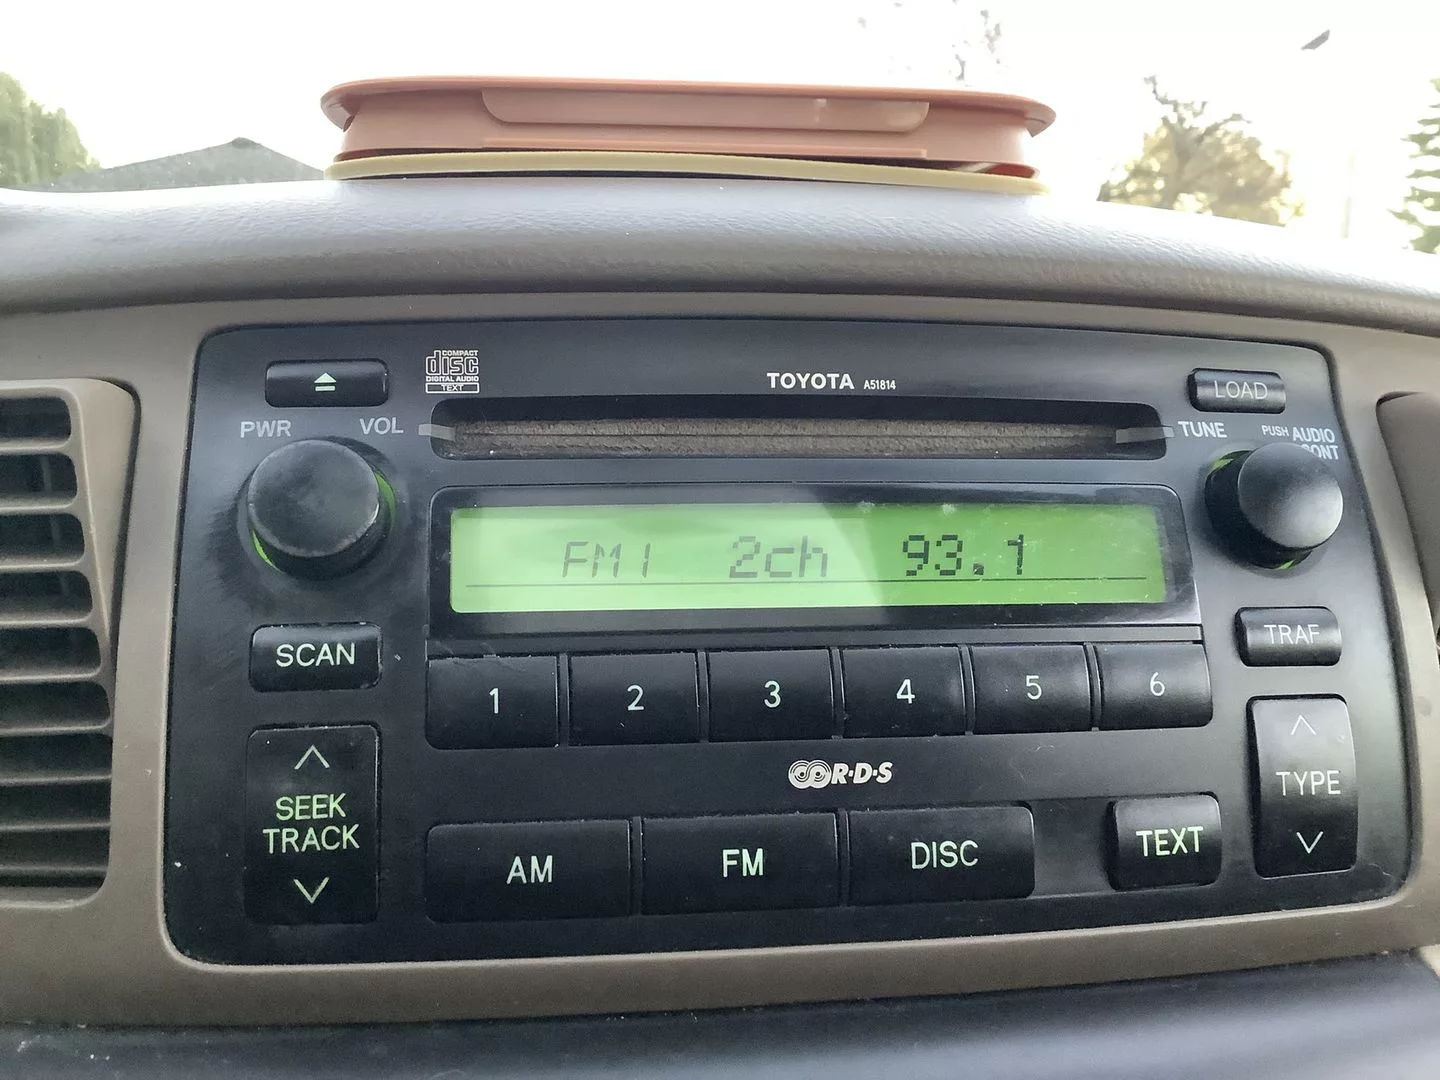 COMPACT
disc
DIGITAL AUDIO
TEXT
TOYOTA A51814
LOAD
PWR VOL
TUNE PUSH AUDIO
CONT
FM1 2ch 93.1
SCAN
TRAF
1 2 3 4 5 6
SEEK
TRACK
R·D·S
TYPE
AM FM DISC TEXT